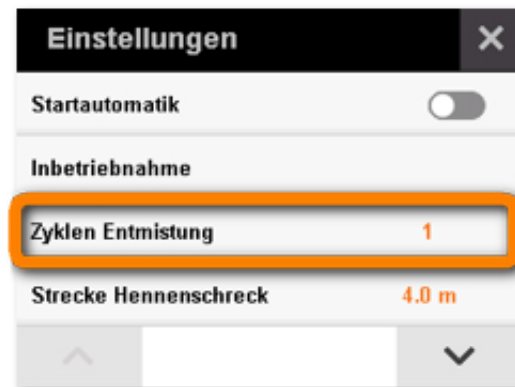 Einstellungen
Startautomatik
Inbetriebnahme
Zyklen Entmistung 1
Strecke Hennenschreck 4.0 m